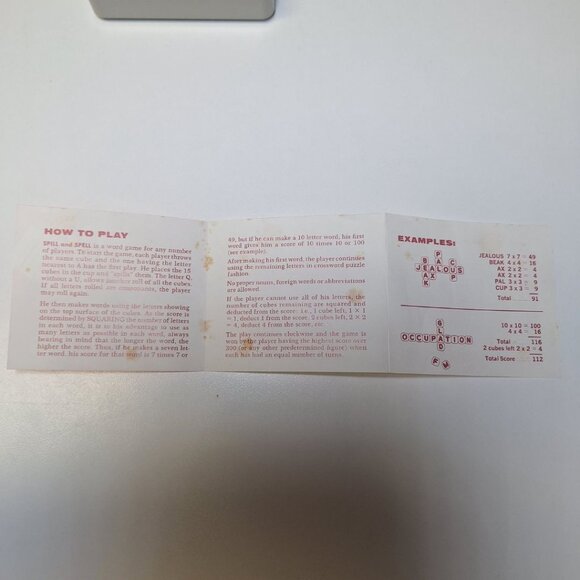 HOW TO PLAY
SPILL and SPELL is a word game for any number
of players. To start the game, each player throws
the name cube and the one having the letter
nearest to A has the first play. He places the 15
cubes in the cup and "spills" them. The letter Q,
without a U, allows another roll of all the cubes.
If all letters rolled are consonants, the player
may roll again.
He then makes words using the letters showing
on the top surface of the cubes. As the score is
determined by SQUARING the number of letters
in each word, it is to his advantage to use as
many letters as possible in each word, always
bearing in mind that the longer the word, the
higher the score. Thus, if he makes a seven let-
ter word, his score for that word is 7 times 7 or
49, but if he can make a 10 letter word, his first
word gives him a score of 10 times 10 or 100
(see example).
After making his first word, the player continues
using the remaining letters in crossword puzzle
fashion.
No proper nouns, foreign words or abbreviations
are allowed.
If the player cannot use all of his letters, the
number of cubes remaining are squared and
deducted from the score: i.e., 1 cube left, 1 × 1
= 1, deduct 1 from the score; 2 cubes left, 2 × 2
= 4, deduct 4 from the score, etc.
The play continues clockwise and the game is
won by the player having the highest score over
300 (or any other predetermined figure) when
each has had an equal number of turns.
EXAMPLES:
P
B A C
JEALOUS
A X P
K
JEALOUS 7 x 7 = 49
BEAK 4 x 4 = 16
AX 2 x 2 = 4
AX 2 x 2 = 4
PAL 3 x 3 = 9
CUP 3 x 3 = 9
Total 91
G
L
OCCUPATION
D
R
10 x 10 = 100
4 x 4 16
Total 116
2 cubes left 2 x 2 = 4
Total Score 112